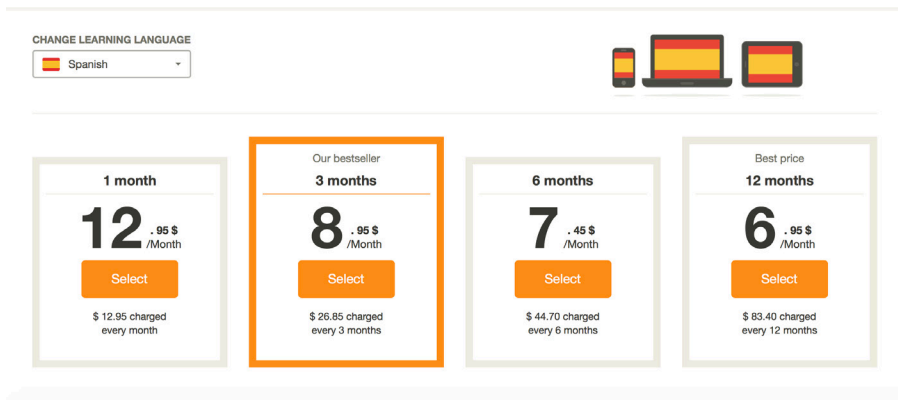 CHANGE LEARNING LANGUAGE
Spanish
1 month
12 . 95 $
/Month
Select
$ 12.95 charged
every month
Our bestseller
3 months
8 . 95 $
/Month
Select
$ 26.85 charged
every 3 months
6 months
7 . 45 $
/Month
Select
$ 44.70 charged
every 6 months
Best price
12 months
6 . 95 $
/Month
Select
$ 83.40 charged
every 12 months